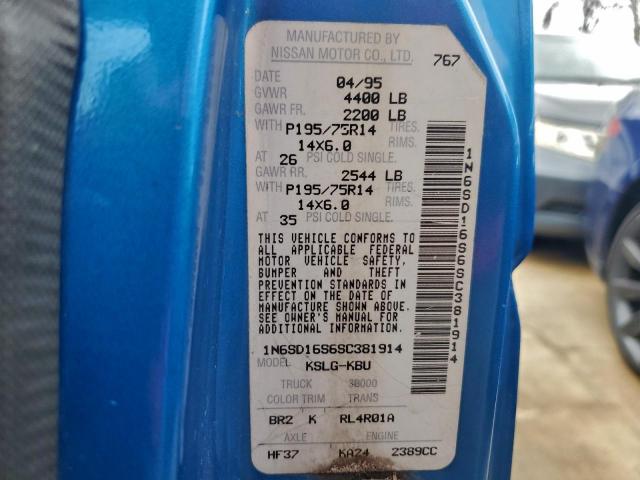 MANUFACTURED BY
NISSAN MOTOR CO., LTD. 767
DATE 04/95
GVWR 4400 LB
GAWR FR. 2200 LB
WITH P195/75R14 TIRES.
14X6.0 RIMS.
AT 26 PSI COLD SINGLE.
GAWR RR. 2544 LB
WITH P195/75R14 TIRES.
14X6.0 RIMS.
AT 35 PSI COLD SINGLE.
THIS VEHICLE CONFORMS TO
ALL APPLICABLE FEDERAL
MOTOR VEHICLE SAFETY,
BUMPER AND THEFT
PREVENTION STANDARDS IN
EFFECT ON THE DATE OF
MANUFACTURE SHOWN ABOVE.
SEE OWNER'S MANUAL FOR
ADDITIONAL INFORMATION.
1N6SD16S6SC381914
MODEL KSLG-KBU
TRUCK 38000
COLOR TRIM TRANS
BR2 K RL4R01A
AXLE ENGINE
HF37 KA24 2389CC
1N6SD16S6SC381914